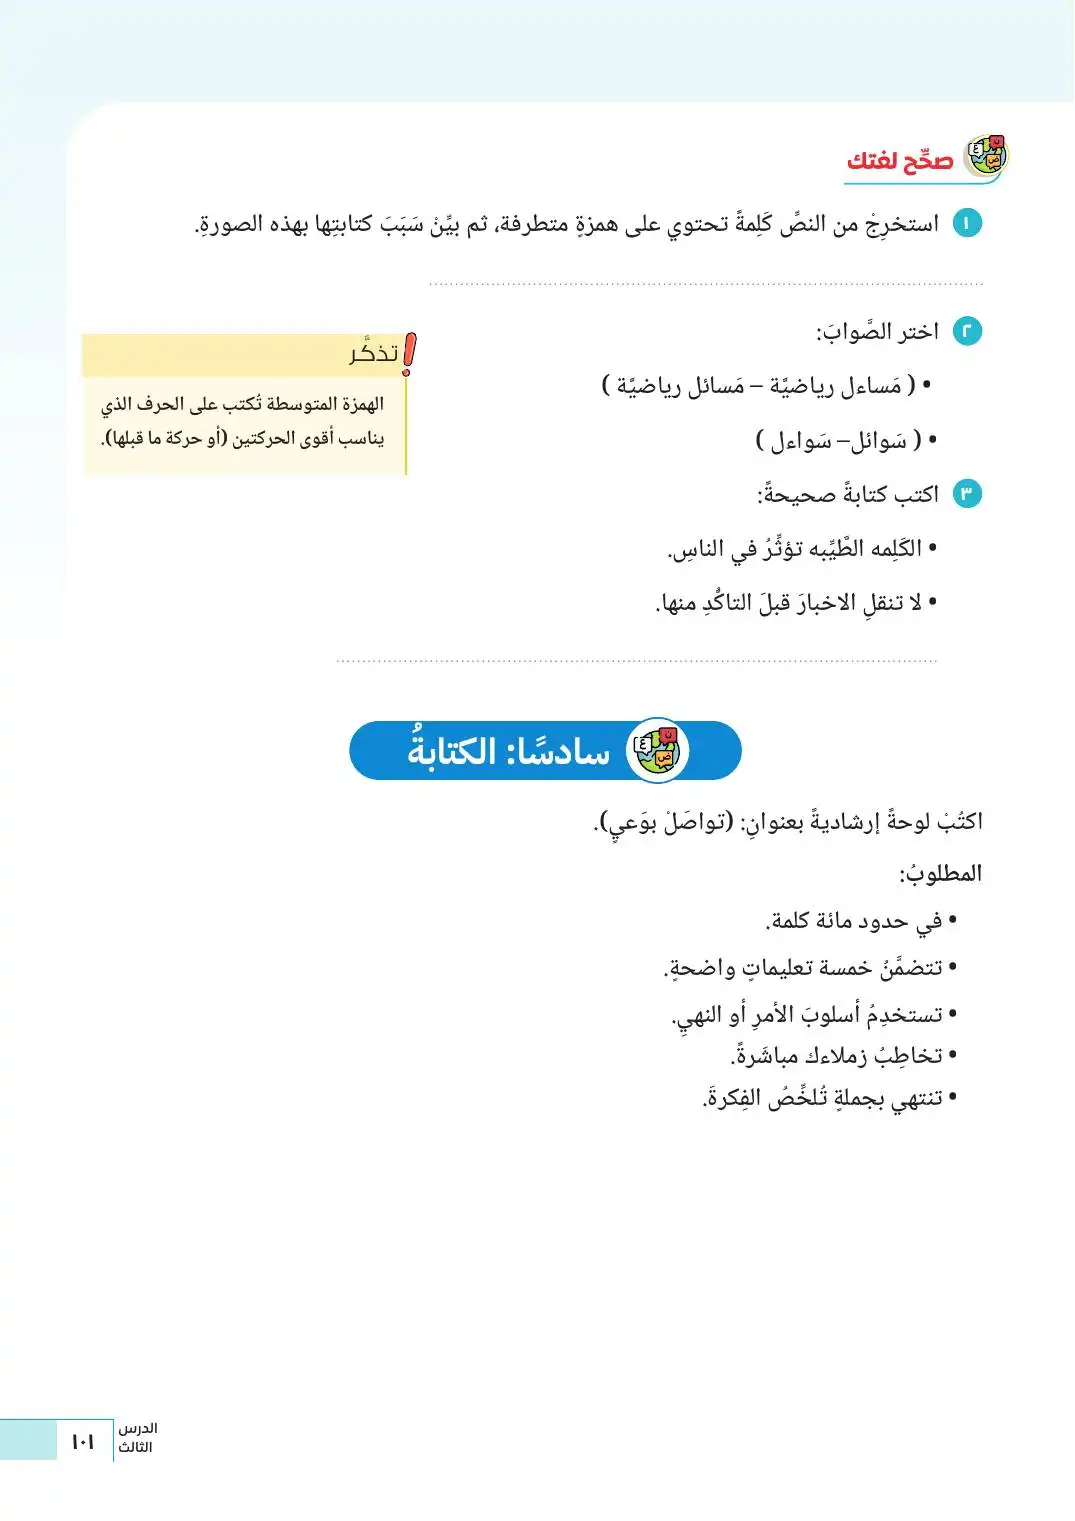 صحِّح لغتك
١ استخرِجْ من النصِّ كَلِمةً تحتوي على همزةٍ متطرفة، ثم بيِّنْ سَبَبَ كتابتِها بهذه الصورةِ.
٢ اختر الصَّوابَ:
• ( مَساءل رياضيَّة – مَسائل رياضيَّة )
• ( سَوائل– سَواءل )
تذكَّر
الهمزة المتوسطة تُكتب على الحرف الذي
يناسب أقوى الحركتين (أو حركة ما قبلها).
٣ اكتب كتابةً صحيحةً:
• الكَلِمه الطَّيِّبه تؤثِّرُ في الناسِ.
• لا تنقلِ الاخبارَ قبلَ التاكُّدِ منها.
سادسًا: الكتابةُ
اكتُبْ لوحةً إرشاديةً بعنوانِ: (تواصَلْ بوَعيٍ).
المطلوبُ:
• في حدود مائة كلمة.
• تتضمَّنُ خمسة تعليماتٍ واضحةٍ.
• تستخدِمُ أسلوبَ الأمرِ أو النهيِ.
• تخاطِبُ زملاءك مباشَرةً.
• تنتهي بجملةٍ تُلخِّصُ الفِكرةَ.
الدرس
الثالث
١٠١